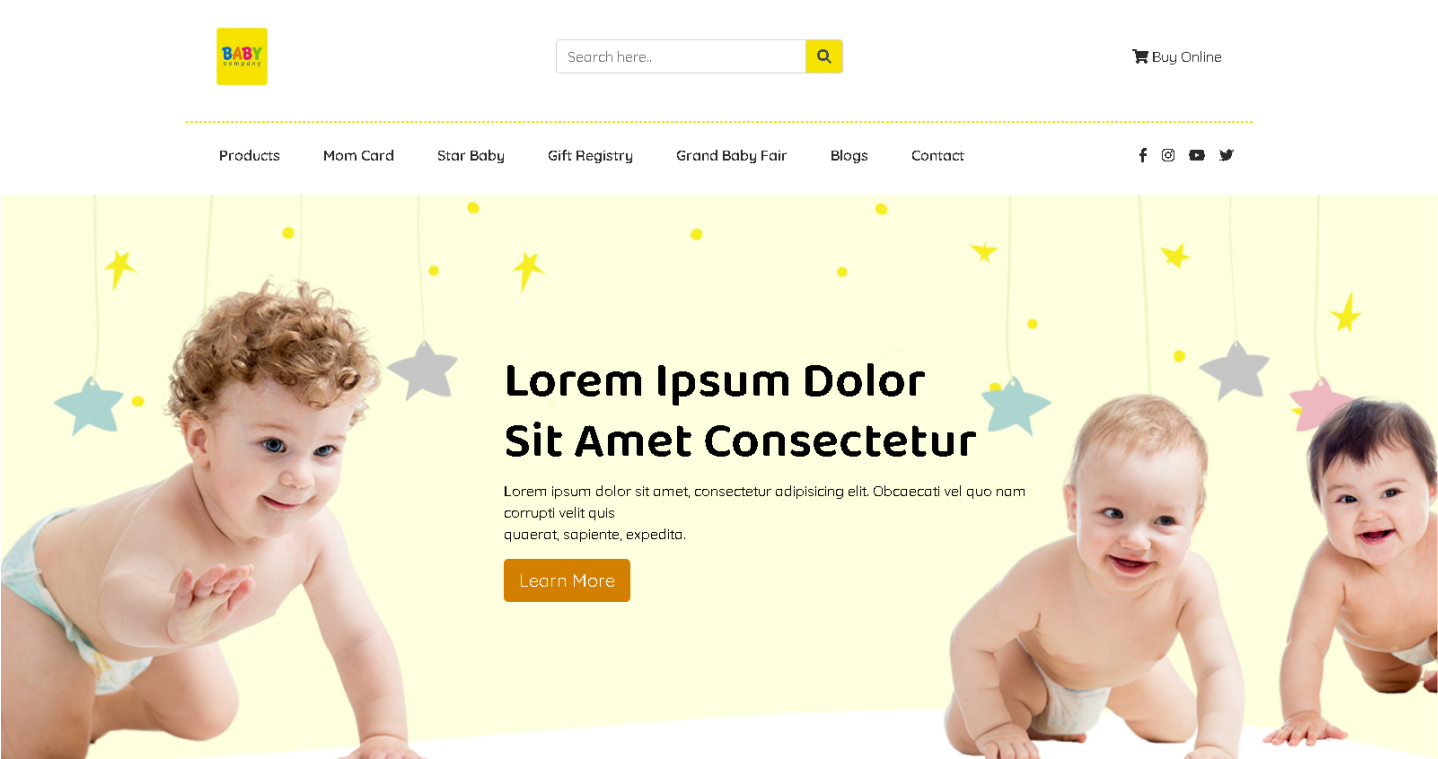 BABY
company
Search here..
Buy Online
Products Mom Card Star Baby Gift Registry Grand Baby Fair Blogs Contact
Lorem Ipsum Dolor
Sit Amet Consectetur
Lorem ipsum dolor sit amet, consectetur adipisicing elit. Obcaecati vel quo nam
corrupti velit quis
quaerat, sapiente, expedita.
Learn More